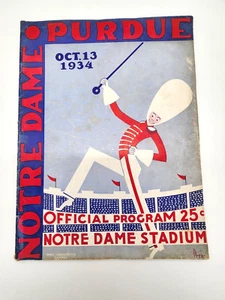 NOTRE DAME • PURDUE
OCT. 13
1934
OFFICIAL PROGRAM 25¢
NOTRE DAME STADIUM